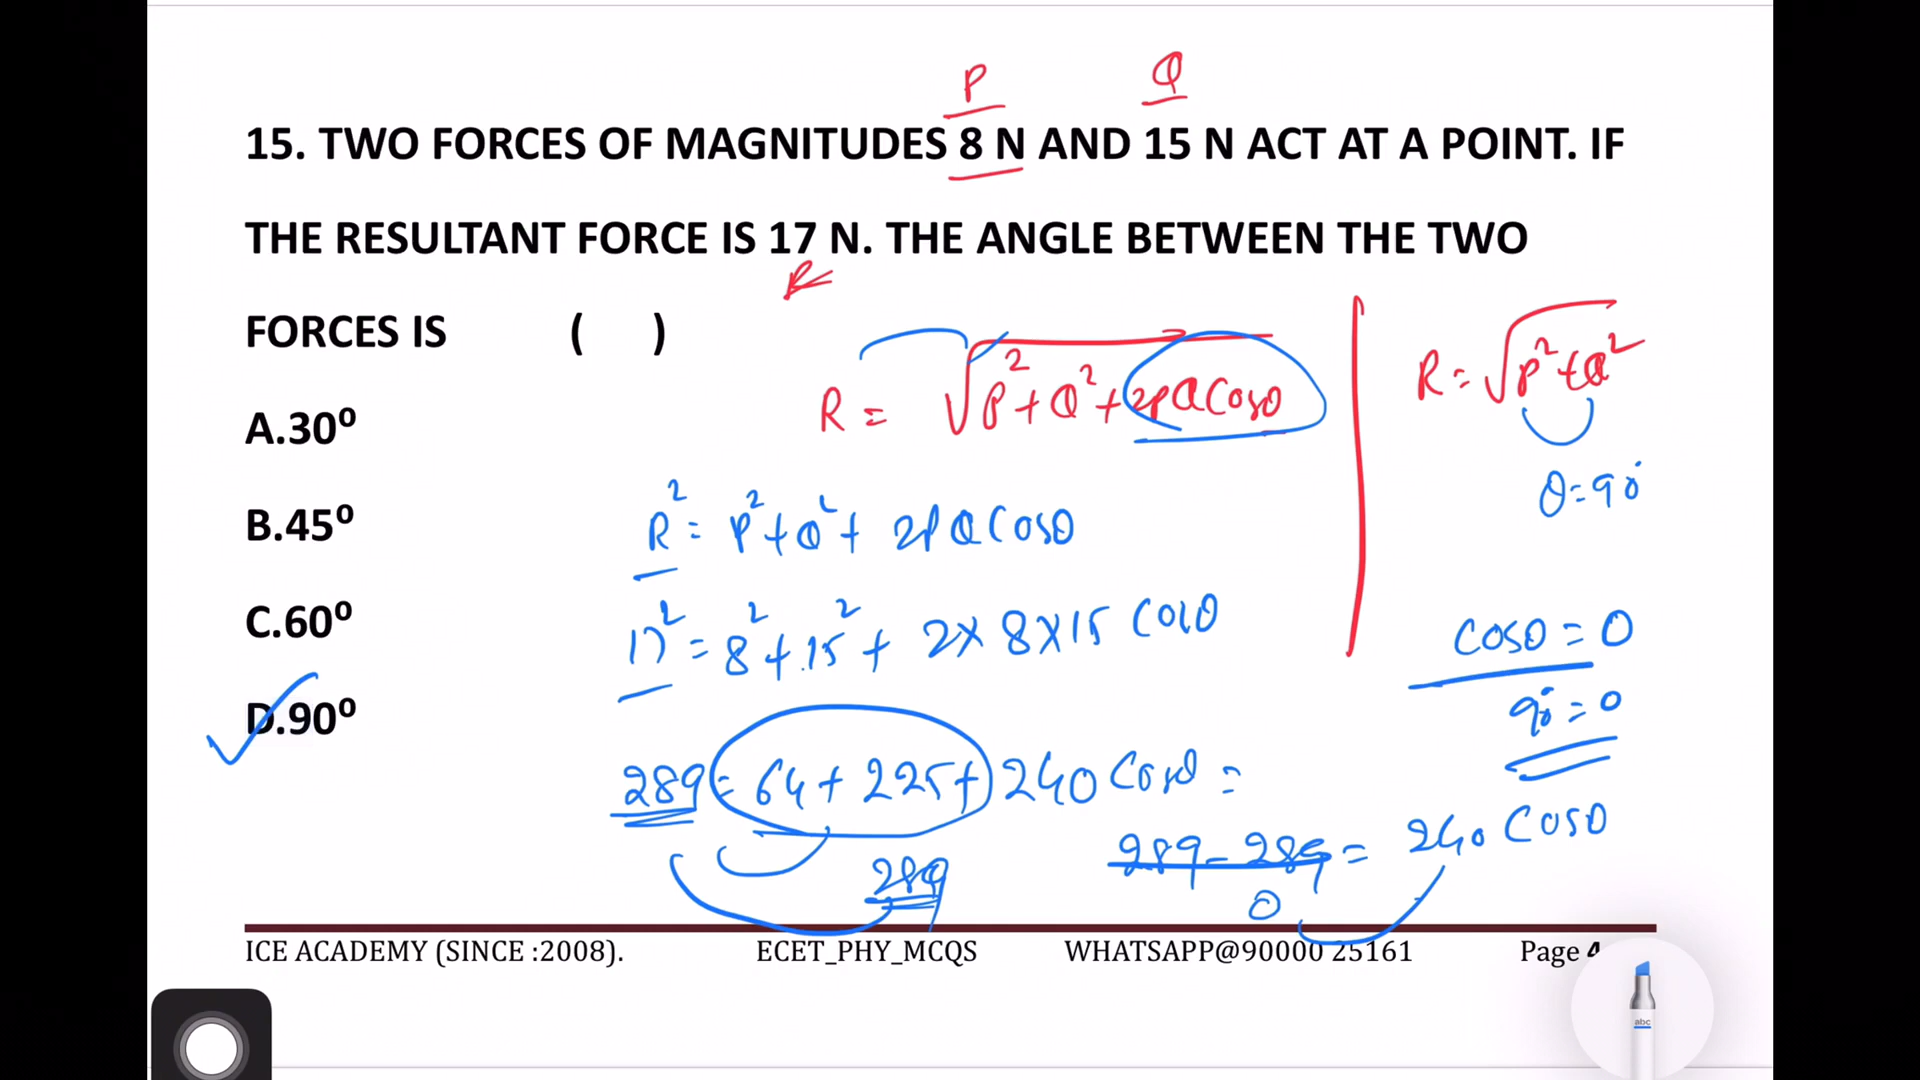 P Q
15. TWO FORCES OF MAGNITUDES 8 N AND 15 N ACT AT A POINT. IF
THE RESULTANT FORCE IS 17 N. THE ANGLE BETWEEN THE TWO
R
FORCES IS ( )
R = √P²+Q²+2PQCosθ
R = √P²+Q²
A.30⁰
θ=90°
B.45⁰
R² = P²+Q²+ 2PQCosθ
C.60⁰
17² = 8²+15²+ 2×8×15 Cosθ
Cosθ = 0
D.90⁰
90° = 0
289 = 64+225+240 Cosθ =
289 - 289 = 240 Cosθ
289
0
ICE ACADEMY (SINCE :2008). ECET_PHY_MCQS WHATSAPP@90000 25161 Page 4
abc